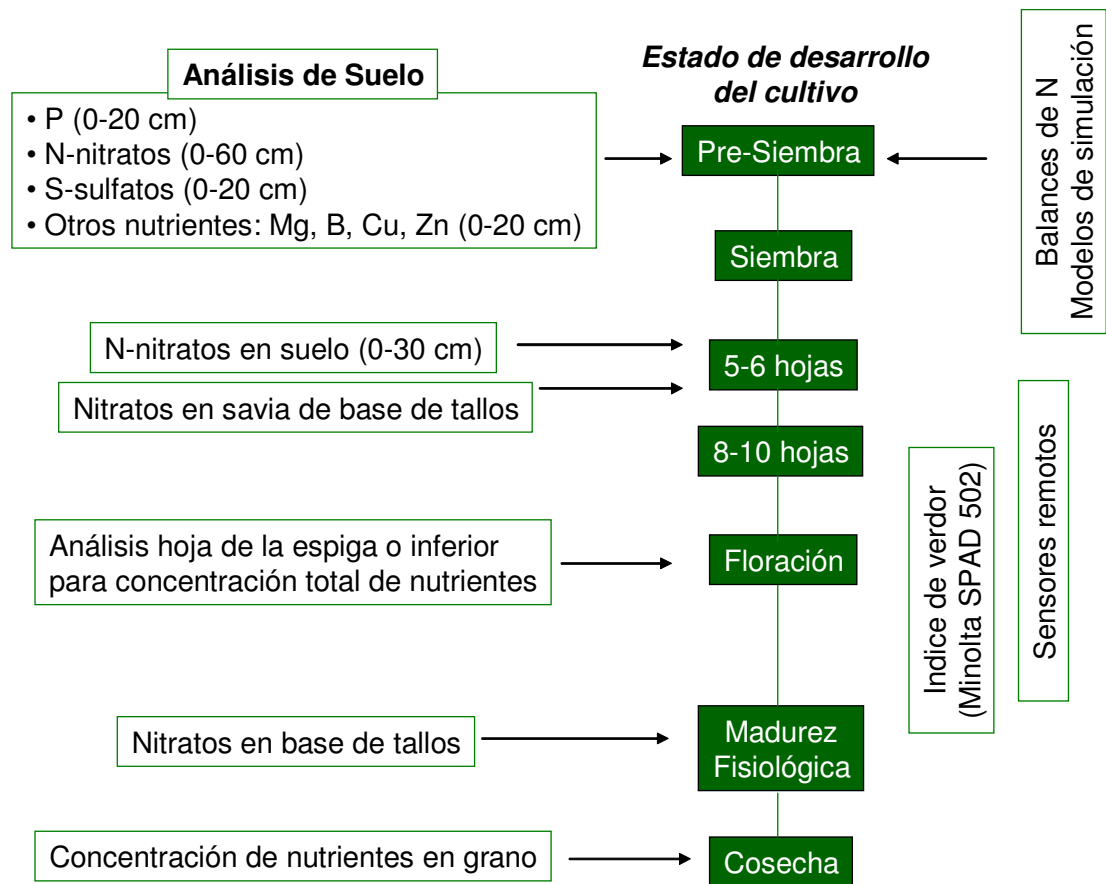 Análisis de Suelo
• P (0-20 cm)
• N-nitratos (0-60 cm)
• S-sulfatos (0-20 cm)
• Otros nutrientes: Mg, B, Cu, Zn (0-20 cm)
Estado de desarrollo
del cultivo
Pre-Siembra
Balances de N
Modelos de simulación
Siembra
N-nitratos en suelo (0-30 cm)
5-6 hojas
Nitratos en savia de base de tallos
8-10 hojas
Indice de verdor
(Minolta SPAD 502)
Sensores remotos
Análisis hoja de la espiga o inferior
para concentración total de nutrientes
Floración
Nitratos en base de tallos
Madurez
Fisiológica
Concentración de nutrientes en grano
Cosecha